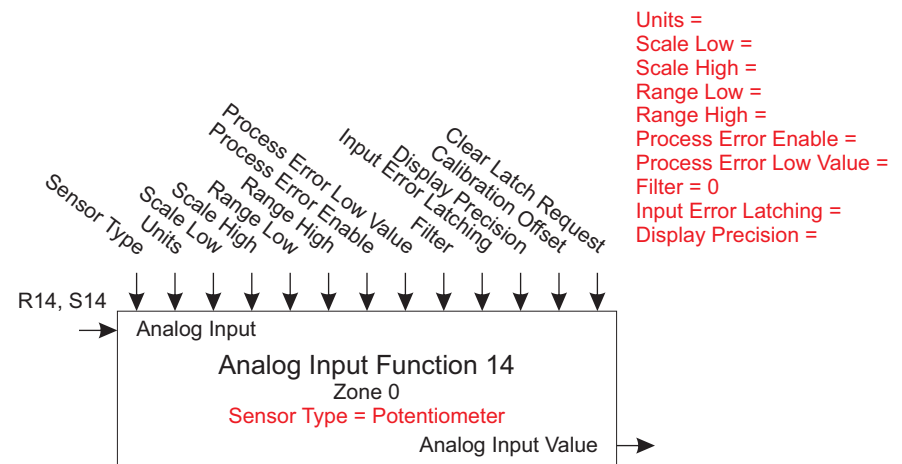 Units =
Scale Low =
Scale High =
Range Low =
Range High =
Process Error Enable =
Process Error Low Value =
Filter = 0
Input Error Latching =
Display Precision =
Sensor Type
Units
Scale Low
Scale High
Range Low
Range High
Process Error Enable
Process Error Low Value
Filter
Input Error Latching
Display Precision
Calibration Offset
Clear Latch Request
R14, S14
Analog Input
Analog Input Function 14
Zone 0
Sensor Type = Potentiometer
Analog Input Value